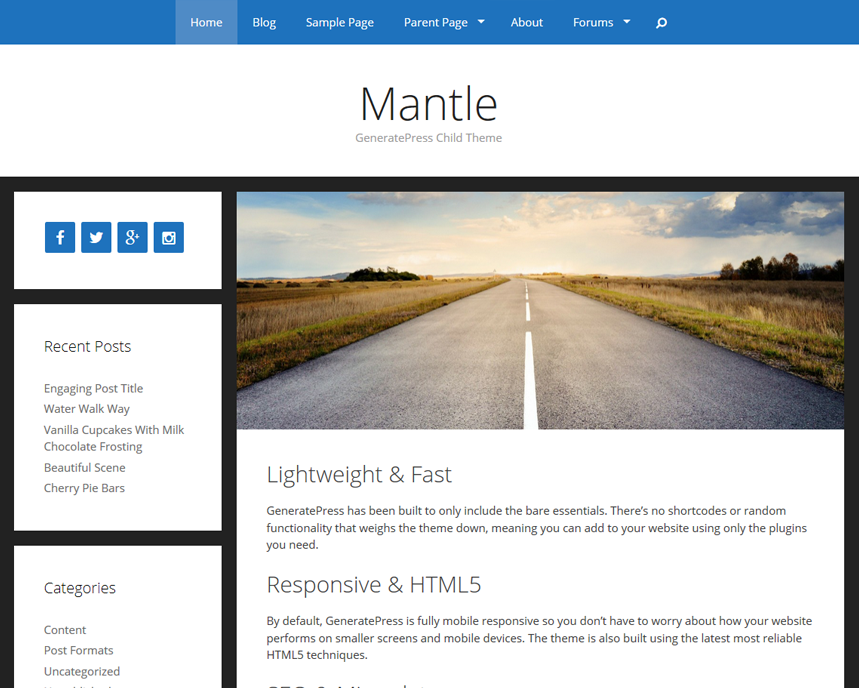 Home Blog Sample Page Parent Page About Forums
Mantle
GeneratePress Child Theme
Recent Posts
Engaging Post Title
Water Walk Way
Vanilla Cupcakes With Milk
Chocolate Frosting
Beautiful Scene
Cherry Pie Bars
Categories
Content
Post Formats
Uncategorized
Lightweight & Fast
GeneratePress has been built to only include the bare essentials. There’s no shortcodes or random
functionality that weighs the theme down, meaning you can add to your website using only the plugins
you need.
Responsive & HTML5
By default, GeneratePress is fully mobile responsive so you don’t have to worry about how your website
performs on smaller screens and mobile devices. The theme is also built using the latest most reliable
HTML5 techniques.